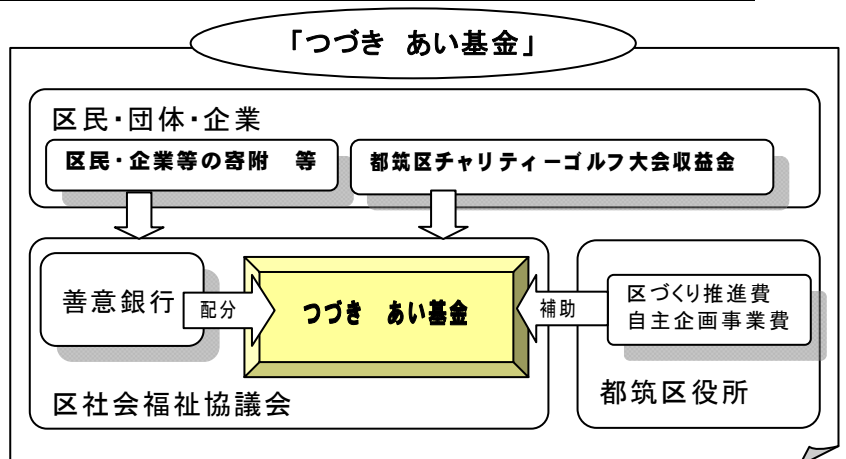 「つづき あい基金」
区民・団体・企業
区民・企業等の寄附 等
都筑区チャリティーゴルフ大会収益金
善意銀行
配分
つづき あい基金
補助
区づくり推進費
自主企画事業費
区社会福祉協議会
都筑区役所